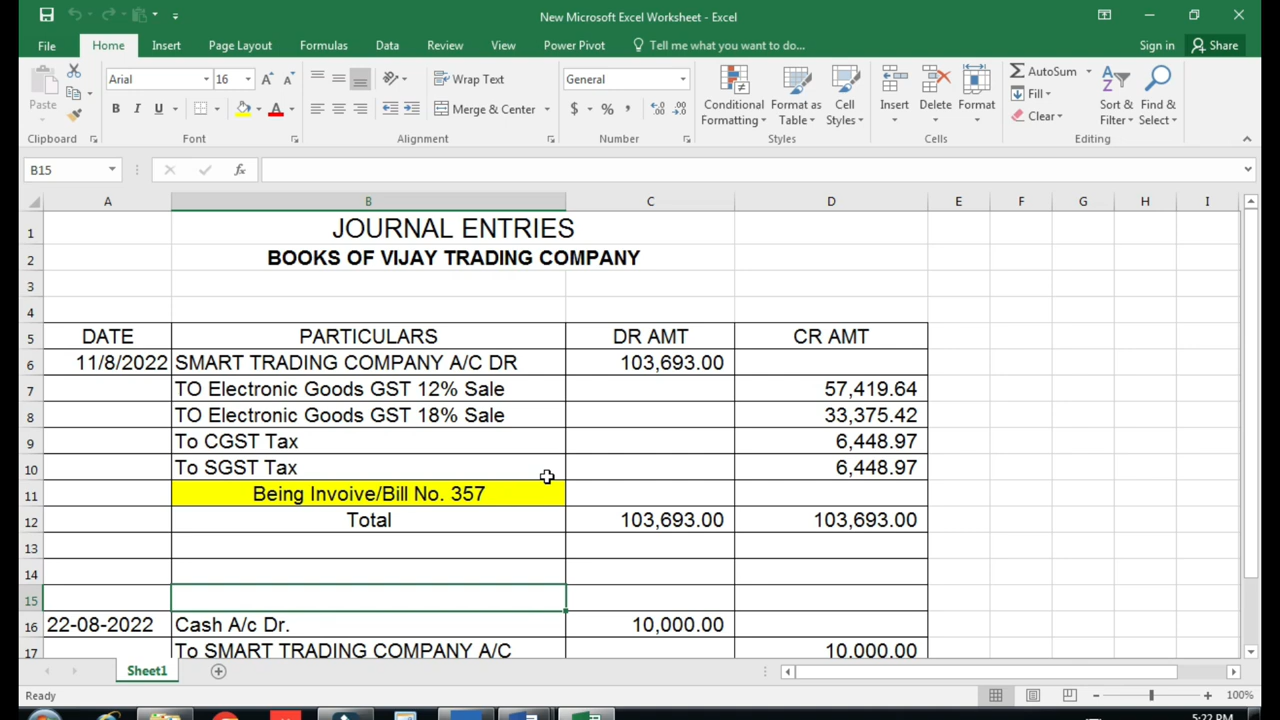 New Microsoft Excel Worksheet - Excel
File Home Insert Page Layout Formulas Data Review View Power Pivot Tell me what you want to do... Sign in Share
Paste
Arial 16
B I U
Wrap Text
Merge & Center
General
$ % ,
Conditional Formatting
Format as Table
Cell Styles
Insert Delete Format
AutoSum
Fill
Clear
Sort & Filter
Find & Select
Clipboard Font Alignment Number Styles Cells Editing
B15 fx
A B C D E F G H I
1 JOURNAL ENTRIES
2 BOOKS OF VIJAY TRADING COMPANY
3
4
5 DATE PARTICULARS DR AMT CR AMT
6 11/8/2022 SMART TRADING COMPANY A/C DR 103,693.00
7 TO Electronic Goods GST 12% Sale 57,419.64
8 TO Electronic Goods GST 18% Sale 33,375.42
9 To CGST Tax 6,448.97
10 To SGST Tax 6,448.97
11 Being Invoive/Bill No. 357
12 Total 103,693.00 103,693.00
13
14
15
16 22-08-2022 Cash A/c Dr. 10,000.00
17 To SMART TRADING COMPANY A/C 10,000.00
Sheet1
Ready 100%
5:22 PM